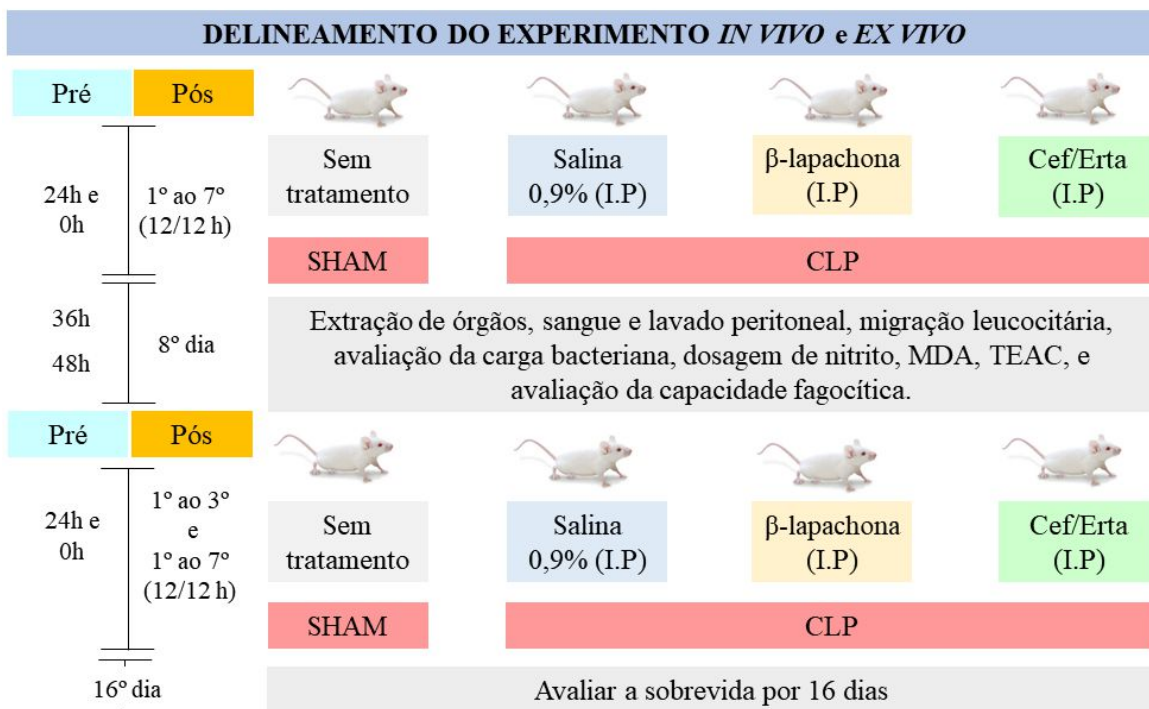 DELINEAMENTO DO EXPERIMENTO IN VIVO e EX VIVO
Pré
Pós
24h e
0h
1º ao 7º
(12/12 h)
Sem
tratamento
Salina
0,9% (I.P)
β-lapachona
(I.P)
Cef/Erta
(I.P)
SHAM
CLP
36h
48h
8º dia
Extração de órgãos, sangue e lavado peritoneal, migração leucocitária,
avaliação da carga bacteriana, dosagem de nitrito, MDA, TEAC, e
avaliação da capacidade fagocítica.
Pré
Pós
24h e
0h
1º ao 3º
e
1º ao 7º
(12/12 h)
Sem
tratamento
Salina
0,9% (I.P)
β-lapachona
(I.P)
Cef/Erta
(I.P)
SHAM
CLP
16º dia
Avaliar a sobrevida por 16 dias